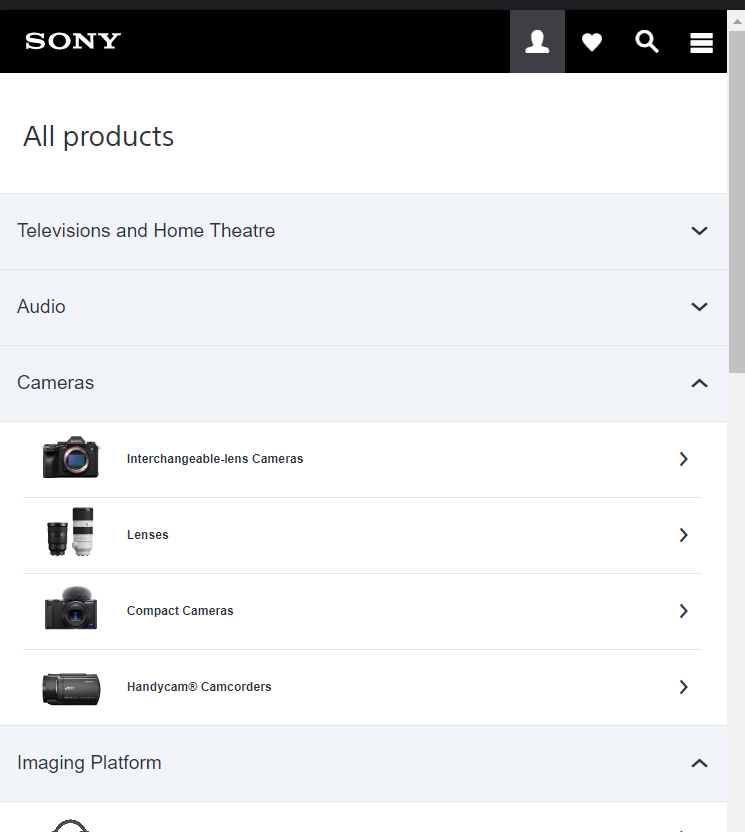 SONY
All products
Televisions and Home Theatre
Audio
Cameras
Interchangeable-lens Cameras
Lenses
Compact Cameras
Handycam® Camcorders
Imaging Platform